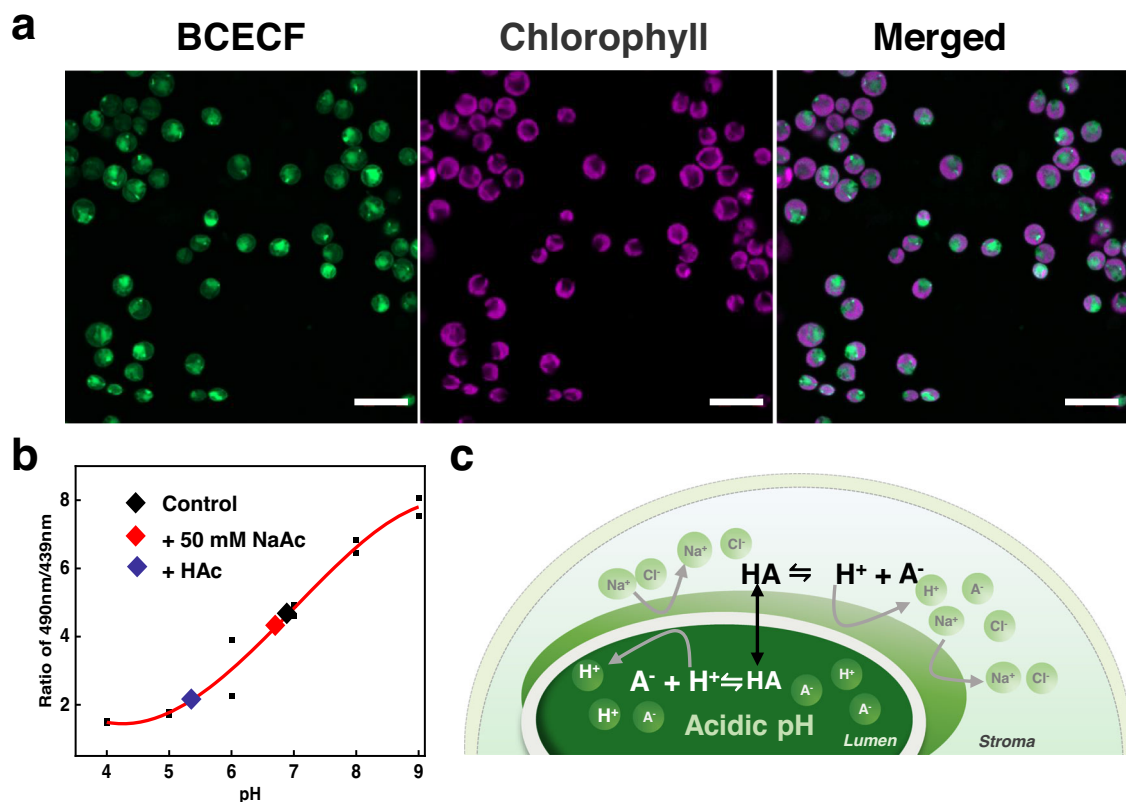 a
BCECF
Chlorophyll
Merged
b
Ratio of 490nm/439nm
8
6
4
2
Control
+ 50 mM NaAc
+ HAc
4 5 6 7 8 9
pH
c
Na⁺ Cl⁻
Na⁺ Cl⁻
HA ⇋ H⁺ + A⁻
H⁺ A⁻
Na⁺ Cl⁻
Na⁺ Cl⁻
H⁺
A⁻ + H⁺⇋HA
H⁺ A⁻
A⁻ H⁺
A⁻
Acidic pH
Lumen
Stroma